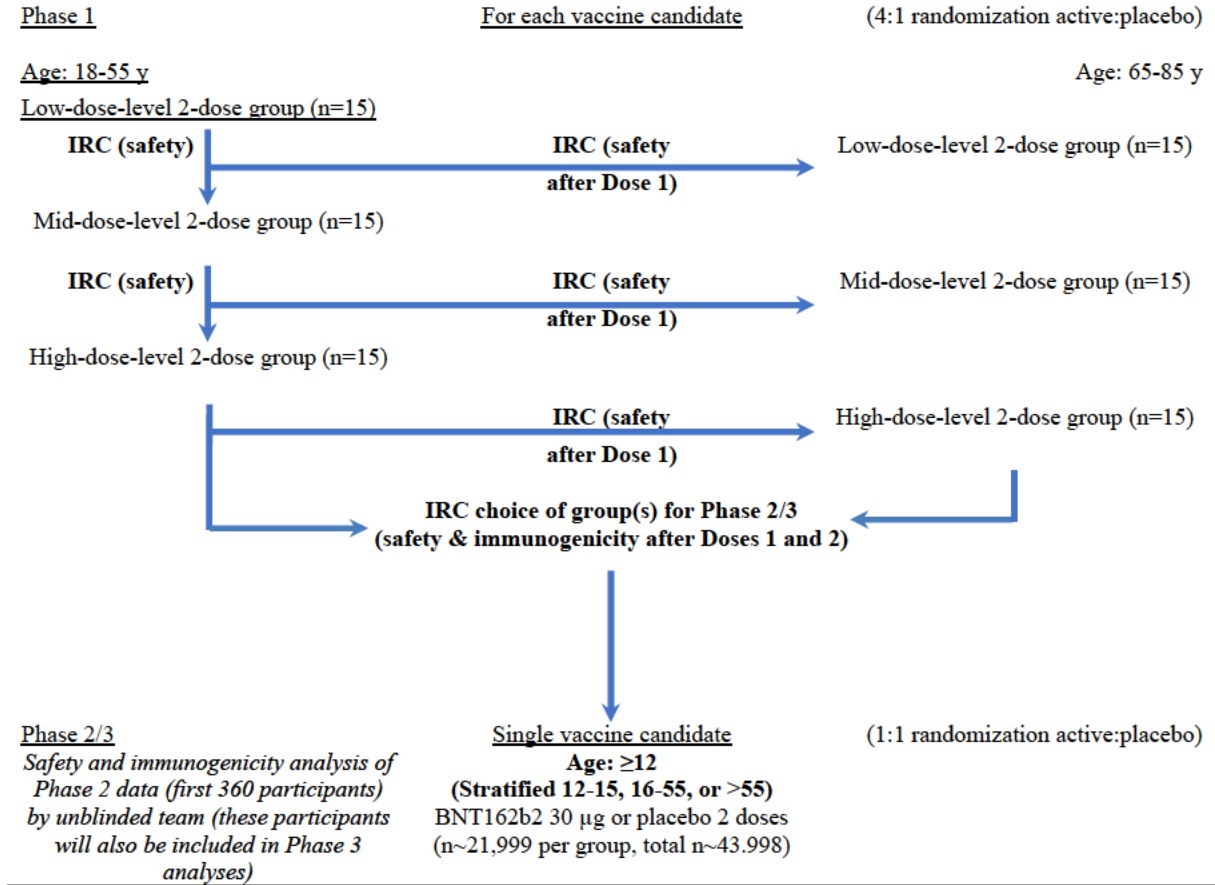 Phase 1
For each vaccine candidate
(4:1 randomization active:placebo)
Age: 18-55 y
Age: 65-85 y
Low-dose-level 2-dose group (n=15)
IRC (safety)
IRC (safety
after Dose 1)
Low-dose-level 2-dose group (n=15)
Mid-dose-level 2-dose group (n=15)
IRC (safety)
IRC (safety
after Dose 1)
Mid-dose-level 2-dose group (n=15)
High-dose-level 2-dose group (n=15)
IRC (safety
after Dose 1)
High-dose-level 2-dose group (n=15)
IRC choice of group(s) for Phase 2/3
(safety & immunogenicity after Doses 1 and 2)
Phase 2/3
Safety and immunogenicity analysis of
Phase 2 data (first 360 participants)
by unblinded team (these participants
will also be included in Phase 3
analyses)
Single vaccine candidate
Age: ≥12
(Stratified 12-15, 16-55, or >55)
BNT162b2 30 µg or placebo 2 doses
(n~21,999 per group, total n~43.998)
(1:1 randomization active:placebo)